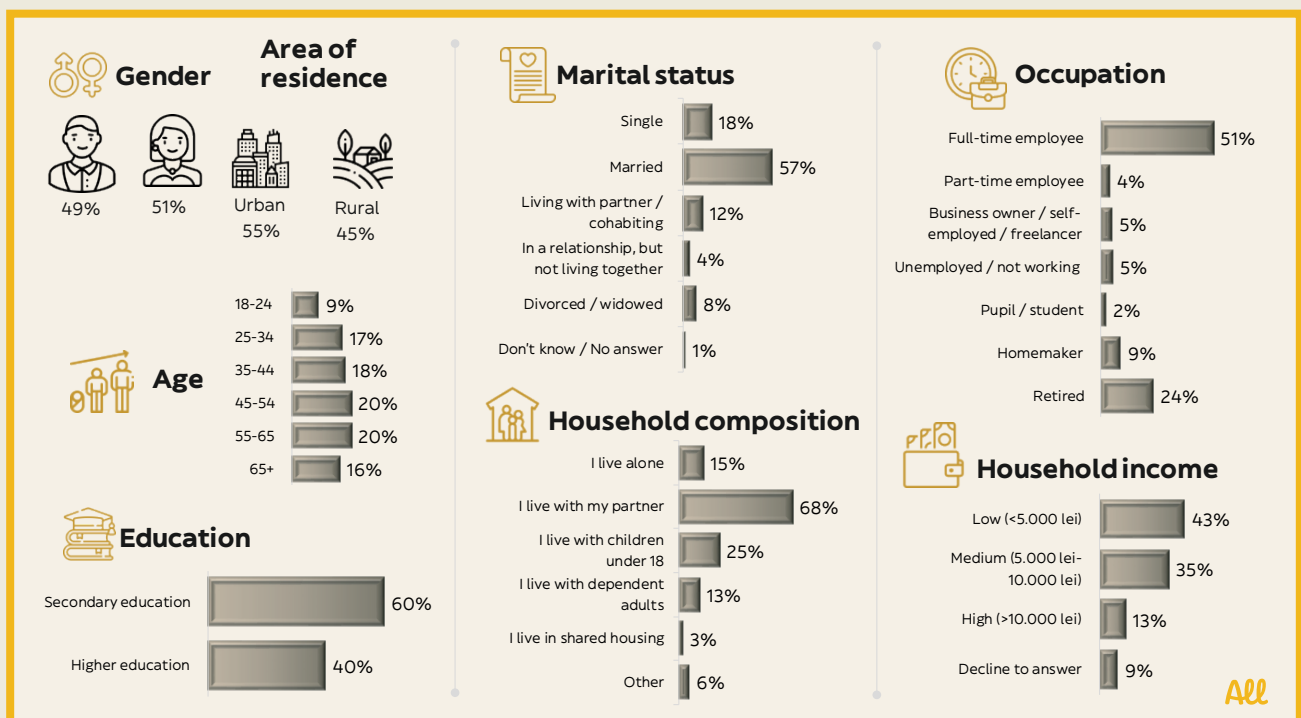 Gender
Area of
residence
49%
51%
Urban
55%
Rural
45%
Age
18-24 9%
25-34 17%
35-44 18%
45-54 20%
55-65 20%
65+ 16%
Education
Secondary education 60%
Higher education 40%
Marital status
Single 18%
Married 57%
Living with partner /
cohabiting 12%
In a relationship, but
not living together 4%
Divorced / widowed 8%
Don't know / No answer 1%
Household composition
I live alone 15%
I live with my partner 68%
I live with children
under 18 25%
I live with dependent
adults 13%
I live in shared housing 3%
Other 6%
Occupation
Full-time employee 51%
Part-time employee 4%
Business owner / self-
employed / freelancer 5%
Unemployed / not working 5%
Pupil / student 2%
Homemaker 9%
Retired 24%
Household income
Low (<5.000 lei) 43%
Medium (5.000 lei-
10.000 lei) 35%
High (>10.000 lei) 13%
Decline to answer 9%
All